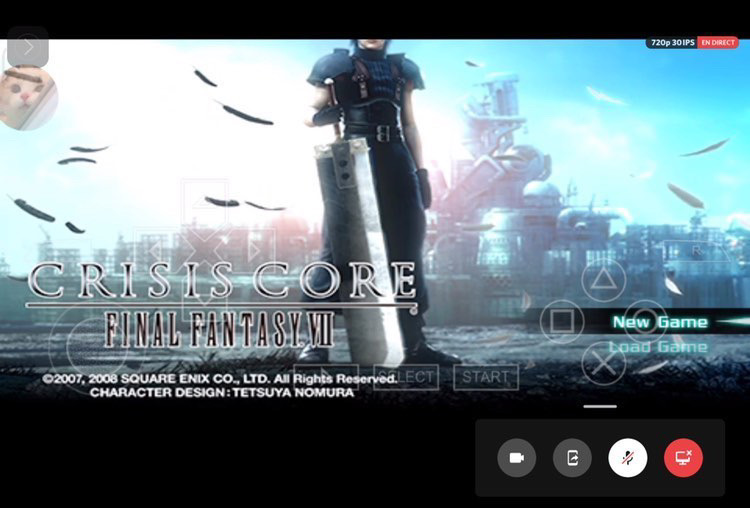 720p 30 IPS EN DIRECT
R
CRISIS CORE
FINAL FANTASY VII
New Game
Load Game
SELECT
START
©2007, 2008 SQUARE ENIX CO., LTD. All Rights Reserved.
CHARACTER DESIGN : TETSUYA NOMURA